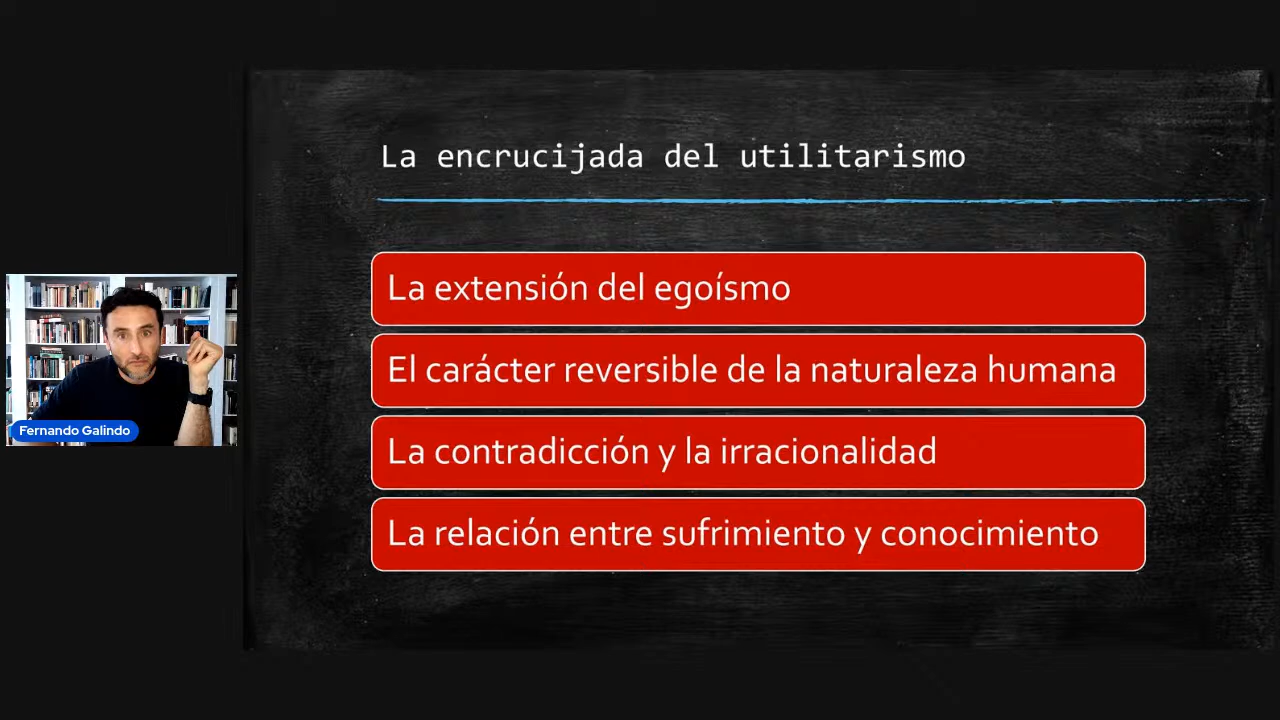 La encrucijada del utilitarismo
La extensión del egoísmo
El carácter reversible de la naturaleza humana
La contradicción y la irracionalidad
La relación entre sufrimiento y conocimiento
Fernando Galindo